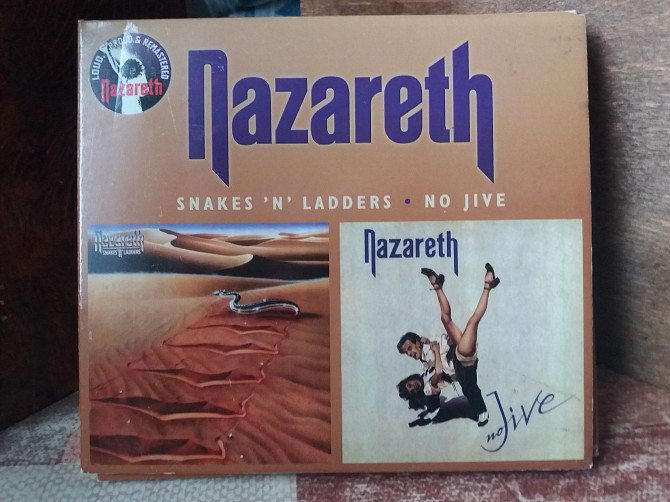 LOUD, PROUD & REMASTERED
Nazareth
Nazareth
SNAKES 'N' LADDERS • NO JIVE
Nazareth
SNAKES 'N' LADDERS
Nazareth
no Jive